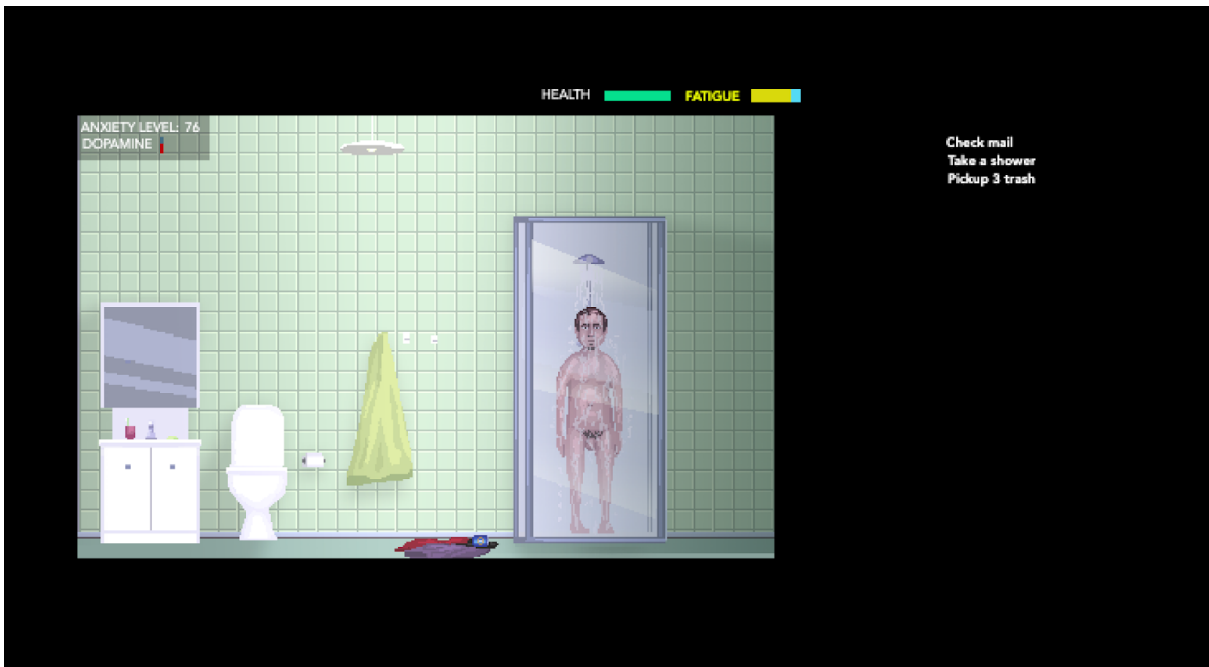 HEALTH FATIGUE
ANXIETY LEVEL: 76
DOPAMINE
Check mail
Take a shower
Pickup 3 trash